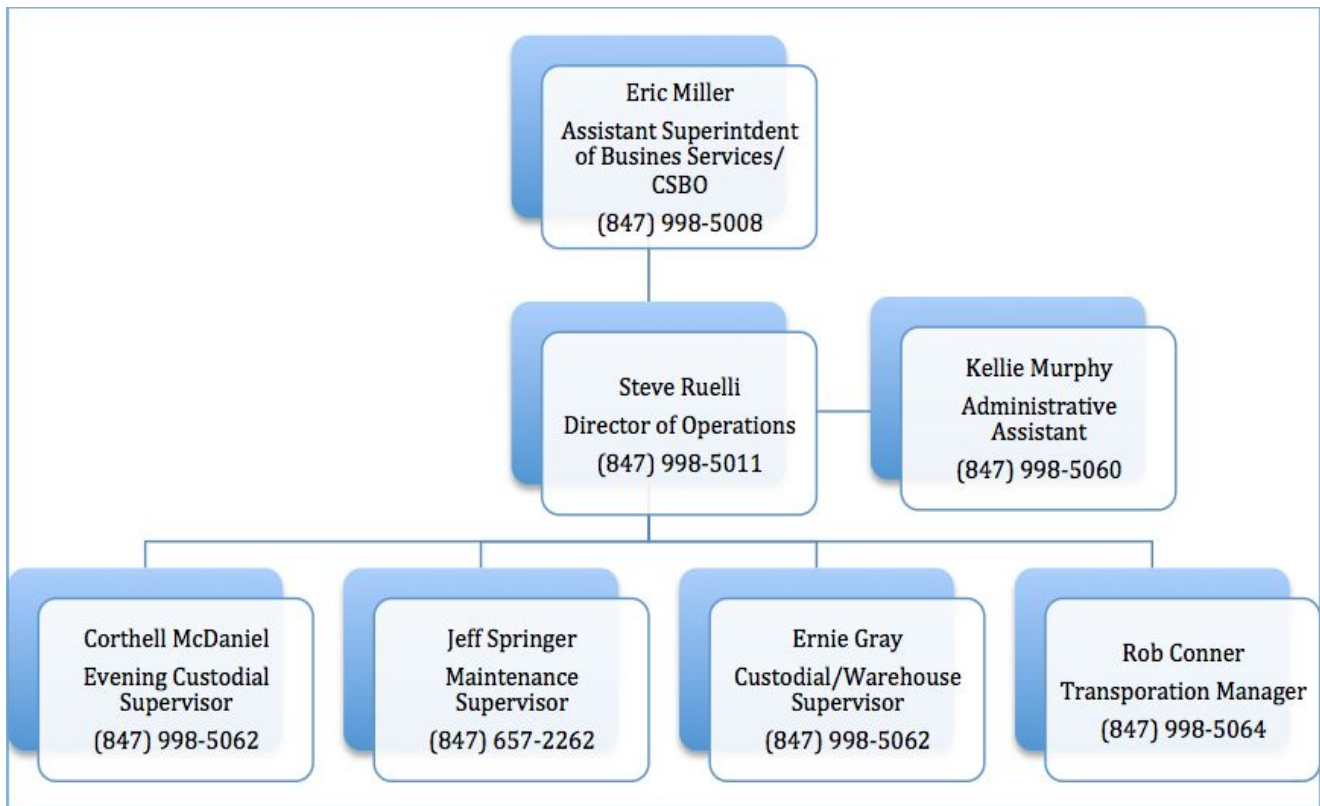 Eric Miller
Assistant Superintdent
of Busines Services/
CSBO
(847) 998-5008
Steve Ruelli
Director of Operations
(847) 998-5011
Kellie Murphy
Administrative
Assistant
(847) 998-5060
Corthell McDaniel
Evening Custodial
Supervisor
(847) 998-5062
Jeff Springer
Maintenance
Supervisor
(847) 657-2262
Ernie Gray
Custodial/Warehouse
Supervisor
(847) 998-5062
Rob Conner
Transporation Manager
(847) 998-5064